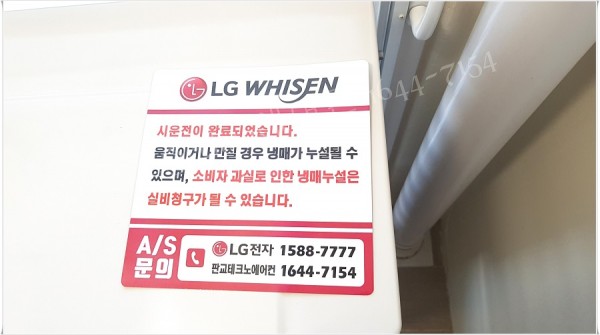 LG WHISEN
시운전이 완료되었습니다.
움직이거나 만질 경우 냉매가 누설될 수
있으며, 소비자 과실로 인한 냉매누설은
실비청구가 될 수 있습니다.
A/S
문의
LG전자 1588-7777
판교테크노에어컨 1644-7154
1644-7154